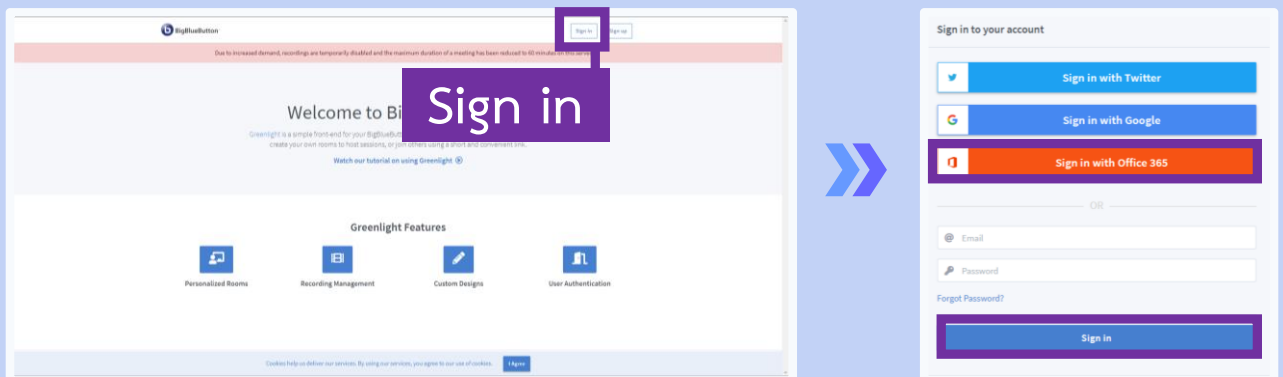 BigBlueButton
Sign in
Sign up
Due to increased demand, recordings are temporarily disabled and the maximum duration of a meeting has been reduced to 60 minutes on this serve
Sign in
Welcome to Bi
Greenlight is a simple front-end for your BigBlueButt
create your own rooms to host sessions, or join others using a short and convenient link.
Watch our tutorial on using Greenlight
Greenlight Features
Personalized Rooms
Recording Management
Custom Designs
User Authentication
Cookies help us deliver our services. By using our services, you agree to our use of cookies.
I Agree
Sign in to your account
Sign in with Twitter
Sign in with Google
Sign in with Office 365
OR
Email
Password
Forgot Password?
Sign in